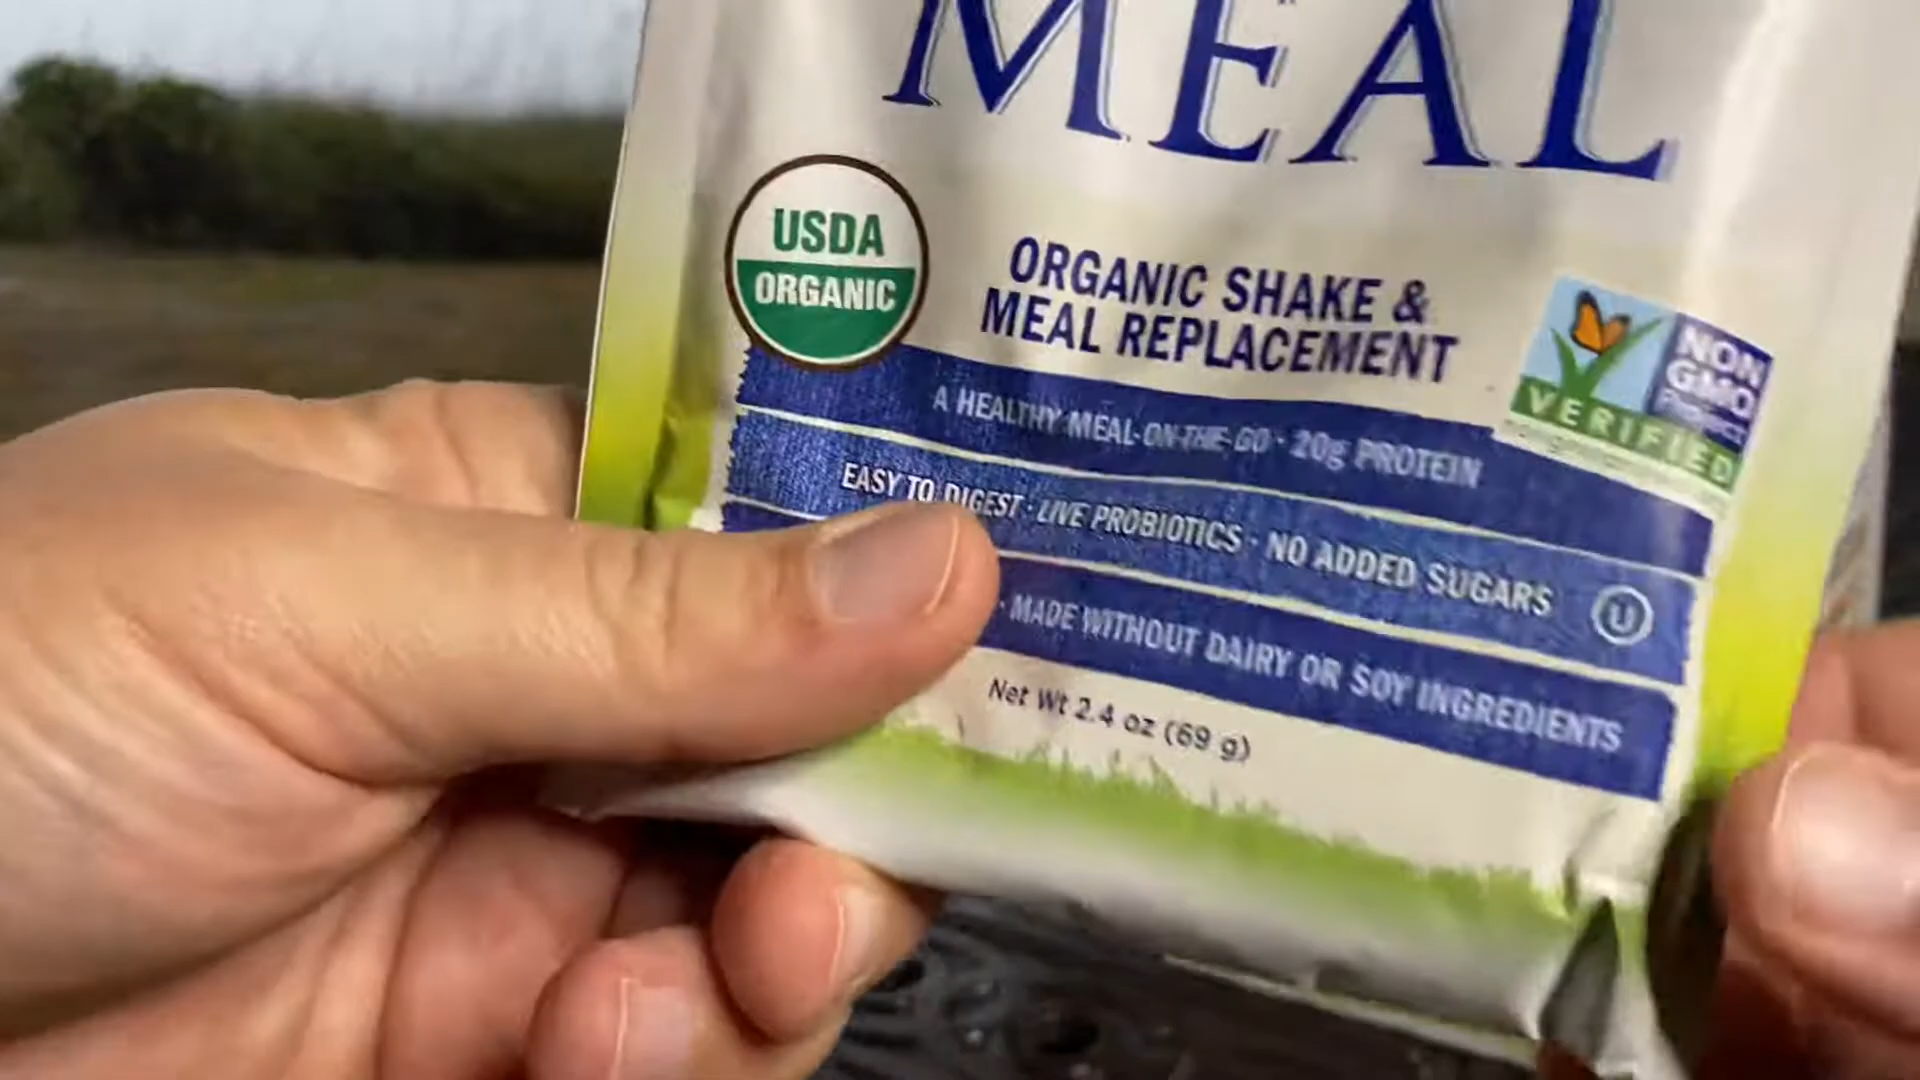 MEAL
USDA
ORGANIC
ORGANIC SHAKE &
MEAL REPLACEMENT
NON
GMO
Project
VERIFIED
A HEALTHY MEAL-ON-THE-GO · 20g PROTEIN
EASY TO DIGEST · LIVE PROBIOTICS · NO ADDED SUGARS
U
· MADE WITHOUT DAIRY OR SOY INGREDIENTS
Net Wt 2.4 oz (69 g)